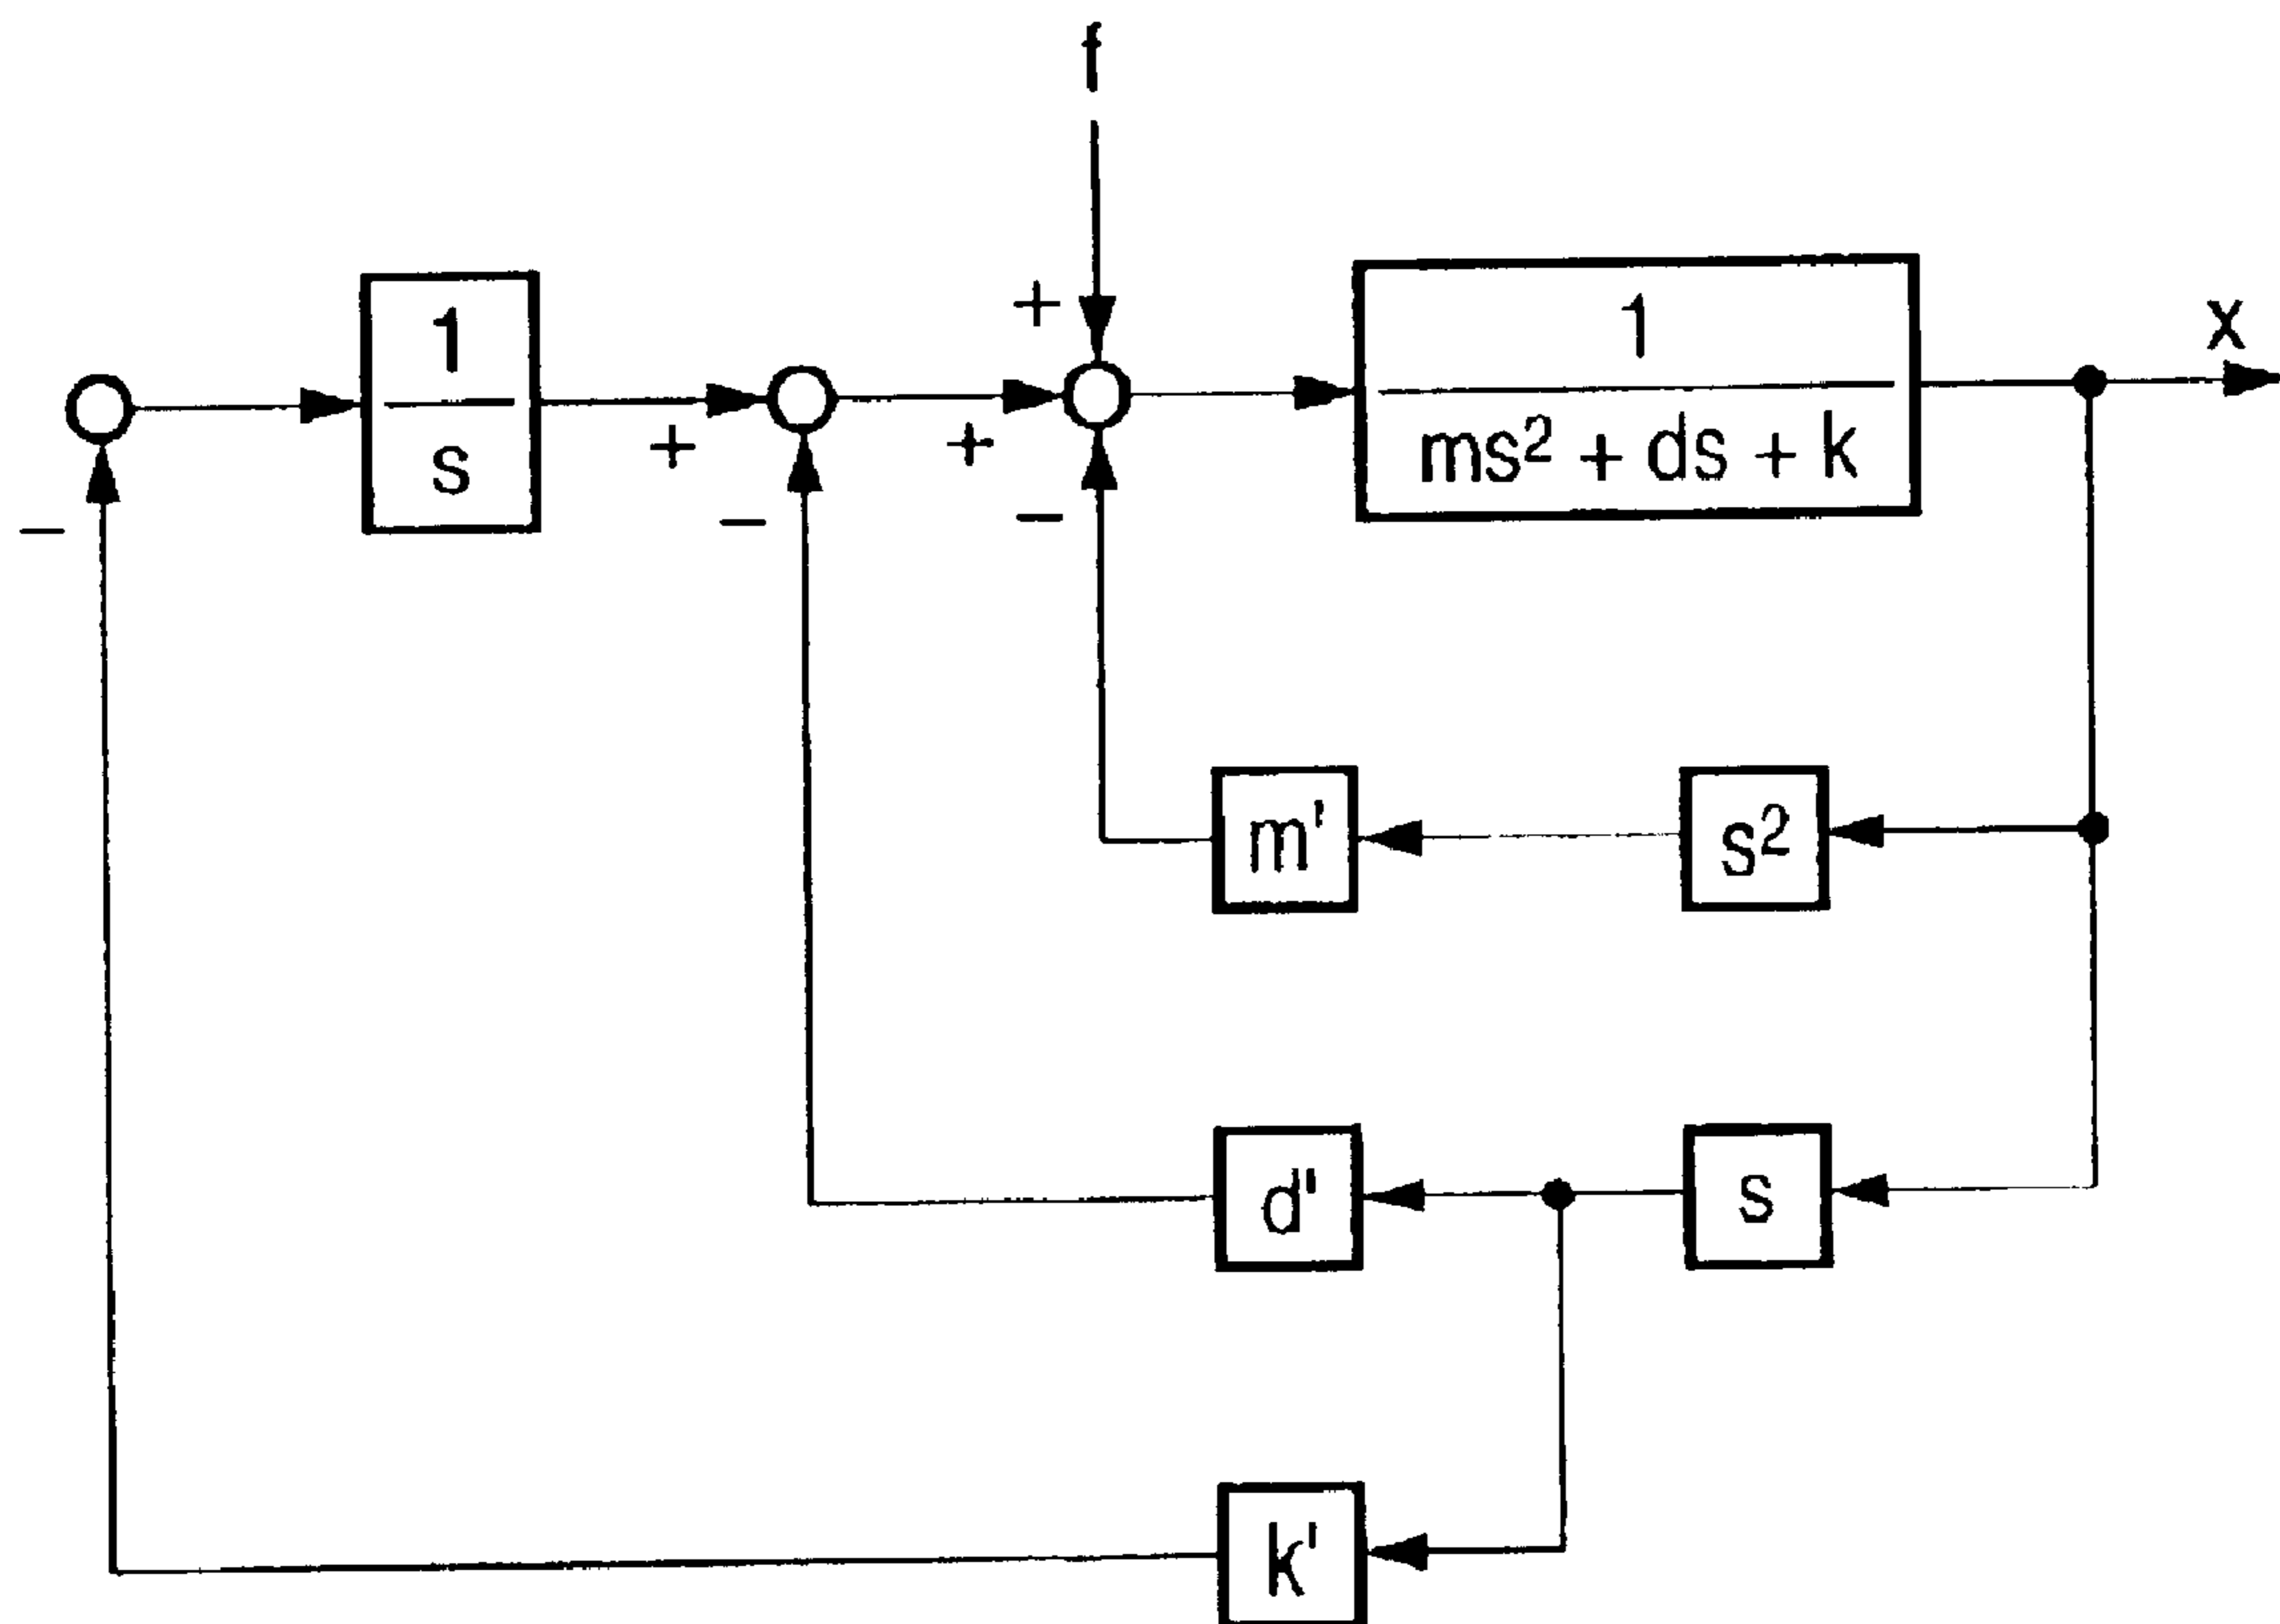 f
+
1
s
1
ms² + ds + k
x
+
+
−
−
−
m'
s²
d'
s
k'